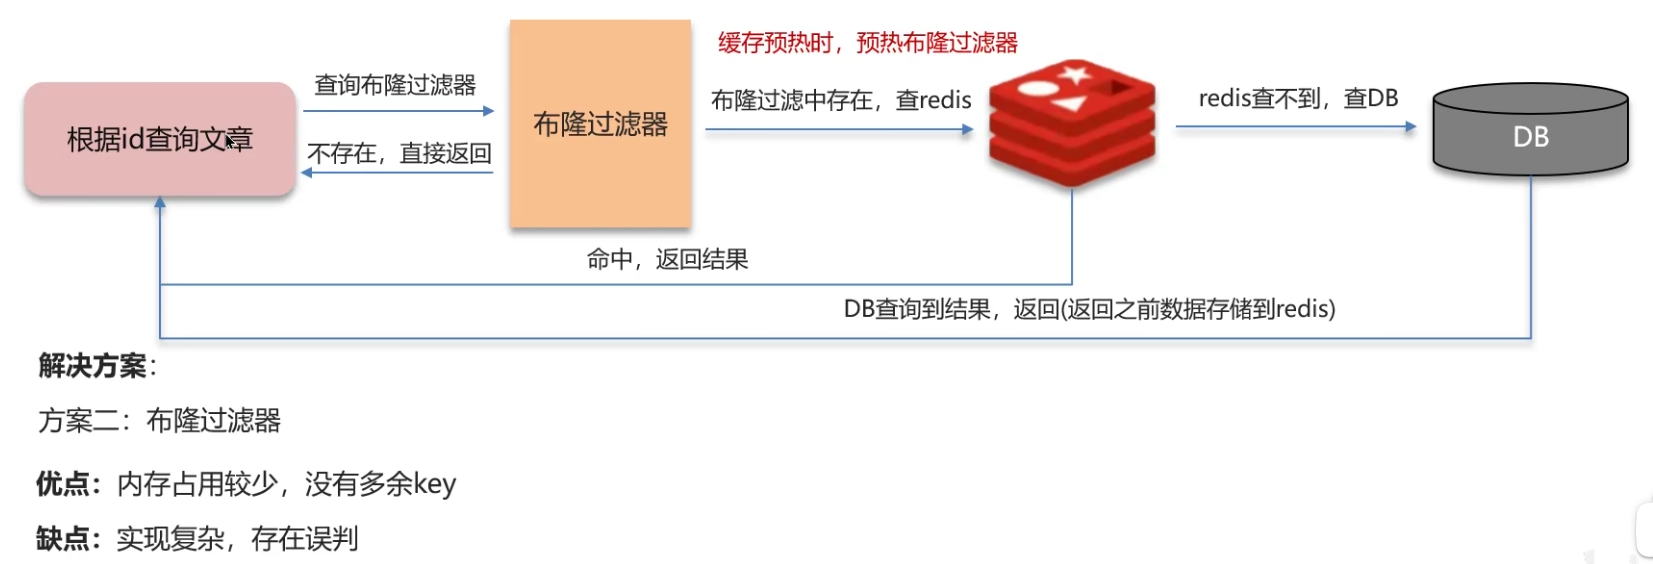 缓存预热时，预热布隆过滤器
查询布隆过滤器
布隆过滤中存在，查redis
redis查不到，查DB
根据id查询文章
布隆过滤器
DB
不存在，直接返回
命中，返回结果
DB查询到结果，返回(返回之前数据存储到redis)
解决方案：
方案二：布隆过滤器
优点：内存占用较少，没有多余key
缺点：实现复杂，存在误判